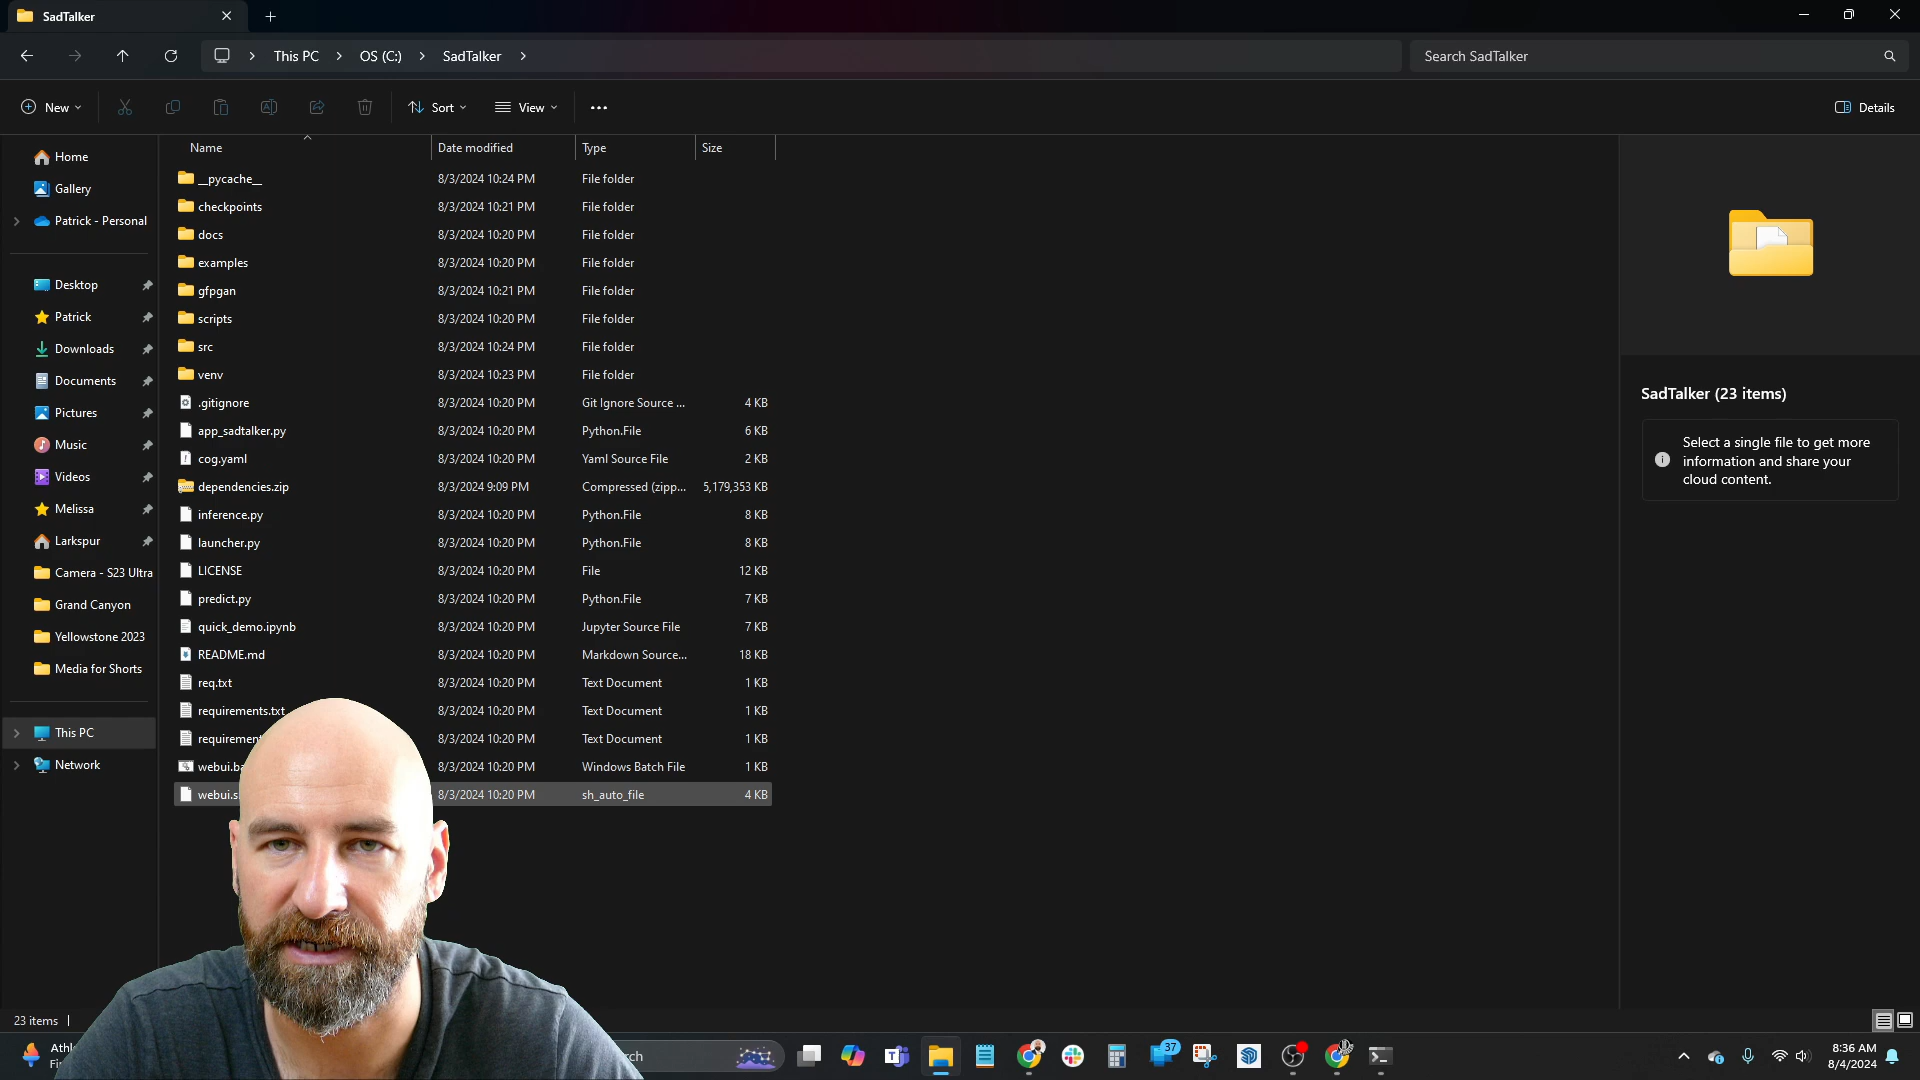 SadTalker
This PC
OS (C:)
SadTalker
Search SadTalker
New
Sort
View
Details
Home
Gallery
Patrick - Personal
Desktop
Patrick
Downloads
Documents
Pictures
Music
Videos
Melissa
Larkspur
Camera - S23 Ultra
Grand Canyon
Yellowstone 2023
Media for Shorts
This PC
Network
Name Date modified Type Size
__pycache__ 8/3/2024 10:24 PM File folder
checkpoints 8/3/2024 10:21 PM File folder
docs 8/3/2024 10:20 PM File folder
examples 8/3/2024 10:20 PM File folder
gfpgan 8/3/2024 10:21 PM File folder
scripts 8/3/2024 10:20 PM File folder
src 8/3/2024 10:24 PM File folder
venv 8/3/2024 10:23 PM File folder
.gitignore 8/3/2024 10:20 PM Git Ignore Source ... 4 KB
app_sadtalker.py 8/3/2024 10:20 PM Python.File 6 KB
cog.yaml 8/3/2024 10:20 PM Yaml Source File 2 KB
dependencies.zip 8/3/2024 9:09 PM Compressed (zipp... 5,179,353 KB
inference.py 8/3/2024 10:20 PM Python.File 8 KB
launcher.py 8/3/2024 10:20 PM Python.File 8 KB
LICENSE 8/3/2024 10:20 PM File 12 KB
predict.py 8/3/2024 10:20 PM Python.File 7 KB
quick_demo.ipynb 8/3/2024 10:20 PM Jupyter Source File 7 KB
README.md 8/3/2024 10:20 PM Markdown Source... 18 KB
req.txt 8/3/2024 10:20 PM Text Document 1 KB
requirements.txt 8/3/2024 10:20 PM Text Document 1 KB
requirement 8/3/2024 10:20 PM Text Document 1 KB
webui.ba 8/3/2024 10:20 PM Windows Batch File 1 KB
webui.s 8/3/2024 10:20 PM sh_auto_file 4 KB
SadTalker (23 items)
Select a single file to get more
information and share your
cloud content.
23 items
Athl
Fi
rch
37
8:36 AM
8/4/2024